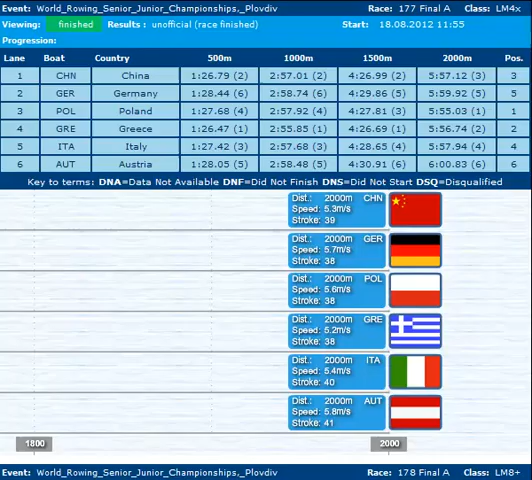 Event: World_Rowing_Senior_Junior_Championships,_Plovdiv Race: 177 Final A Class: LM4x
Viewing: finished Results : unofficial (race finished) Start: 18.08.2012 11:55
Progression:
Lane Boat Country 500m 1000m 1500m 2000m Pos.
1 CHN China 1:26.79 (2) 2:57.01 (2) 4:26.99 (2) 5:57.12 (3) 3
2 GER Germany 1:28.44 (6) 2:58.74 (6) 4:29.86 (5) 5:59.92 (5) 5
3 POL Poland 1:27.68 (4) 2:57.92 (4) 4:27.81 (3) 5:55.03 (1) 1
4 GRE Greece 1:26.47 (1) 2:55.85 (1) 4:26.69 (1) 5:56.74 (2) 2
5 ITA Italy 1:27.42 (3) 2:57.68 (3) 4:28.65 (4) 5:57.94 (4) 4
6 AUT Austria 1:28.05 (5) 2:58.48 (5) 4:30.91 (6) 6:00.83 (6) 6
Key to terms: DNA=Data Not Available DNF=Did Not Finish DNS=Did Not Start DSQ=Disqualified
Dist.: 2000m CHN
Speed: 5.3m/s
Stroke: 39
Dist.: 2000m GER
Speed: 5.7m/s
Stroke: 38
Dist.: 2000m POL
Speed: 5.6m/s
Stroke: 38
Dist.: 2000m GRE
Speed: 5.2m/s
Stroke: 38
Dist.: 2000m ITA
Speed: 5.4m/s
Stroke: 40
Dist.: 2000m AUT
Speed: 5.8m/s
Stroke: 41
1800 2000
Event: World_Rowing_Senior_Junior_Championships,_Plovdiv Race: 178 Final A Class: LM8+